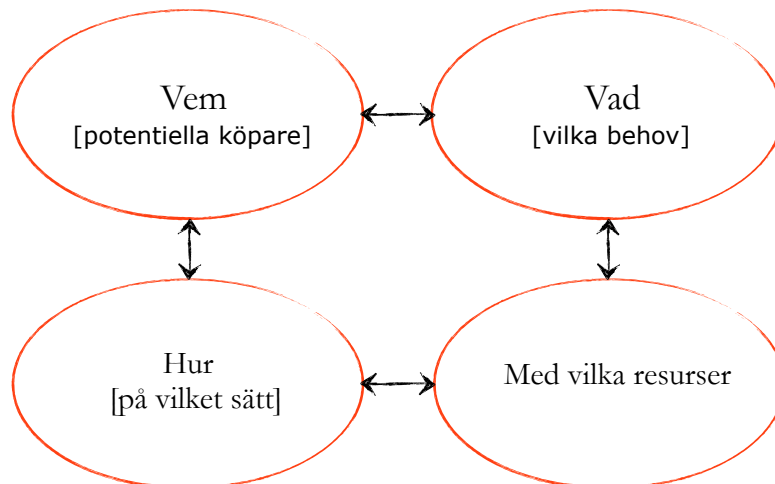 Vem
[potentiella köpare]
Vad
[vilka behov]
Hur
[på vilket sätt]
Med vilka resurser